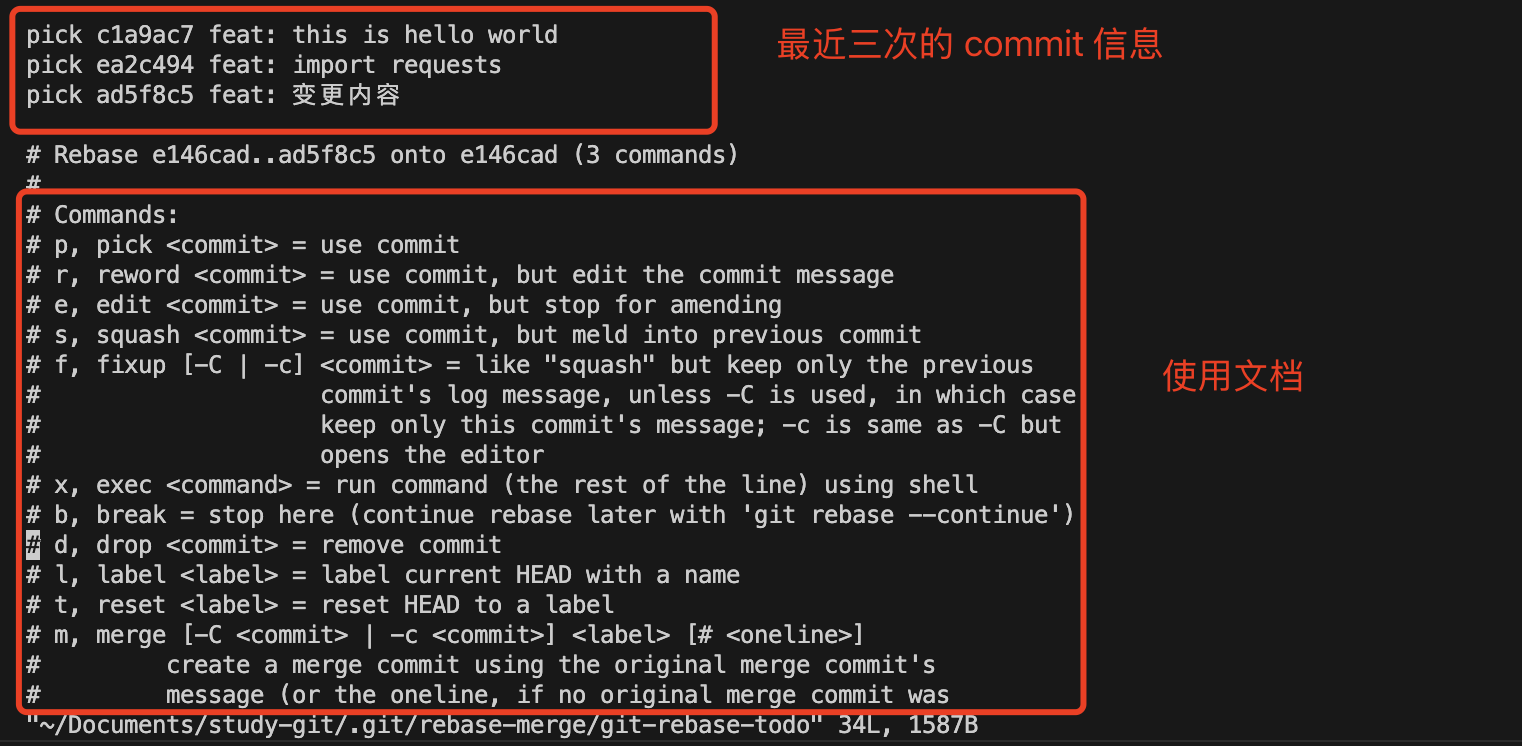 pick c1a9ac7 feat: this is hello world
最近三次的 commit 信息
pick ea2c494 feat: import requests
pick ad5f8c5 feat: 变更内容
# Rebase e146cad..ad5f8c5 onto e146cad (3 commands)
#
# Commands:
# p, pick <commit> = use commit
# r, reword <commit> = use commit, but edit the commit message
# e, edit <commit> = use commit, but stop for amending
# s, squash <commit> = use commit, but meld into previous commit
# f, fixup [-C | -c] <commit> = like "squash" but keep only the previous
使用文档
#                    commit's log message, unless -C is used, in which case
#                    keep only this commit's message; -c is same as -C but
#                    opens the editor
# x, exec <command> = run command (the rest of the line) using shell
# b, break = stop here (continue rebase later with 'git rebase --continue')
# d, drop <commit> = remove commit
# l, label <label> = label current HEAD with a name
# t, reset <label> = reset HEAD to a label
# m, merge [-C <commit> | -c <commit>] <label> [# <oneline>]
#         create a merge commit using the original merge commit's
#         message (or the oneline, if no original merge commit was
"~/Documents/study-git/.git/rebase-merge/git-rebase-todo" 34L, 1587B